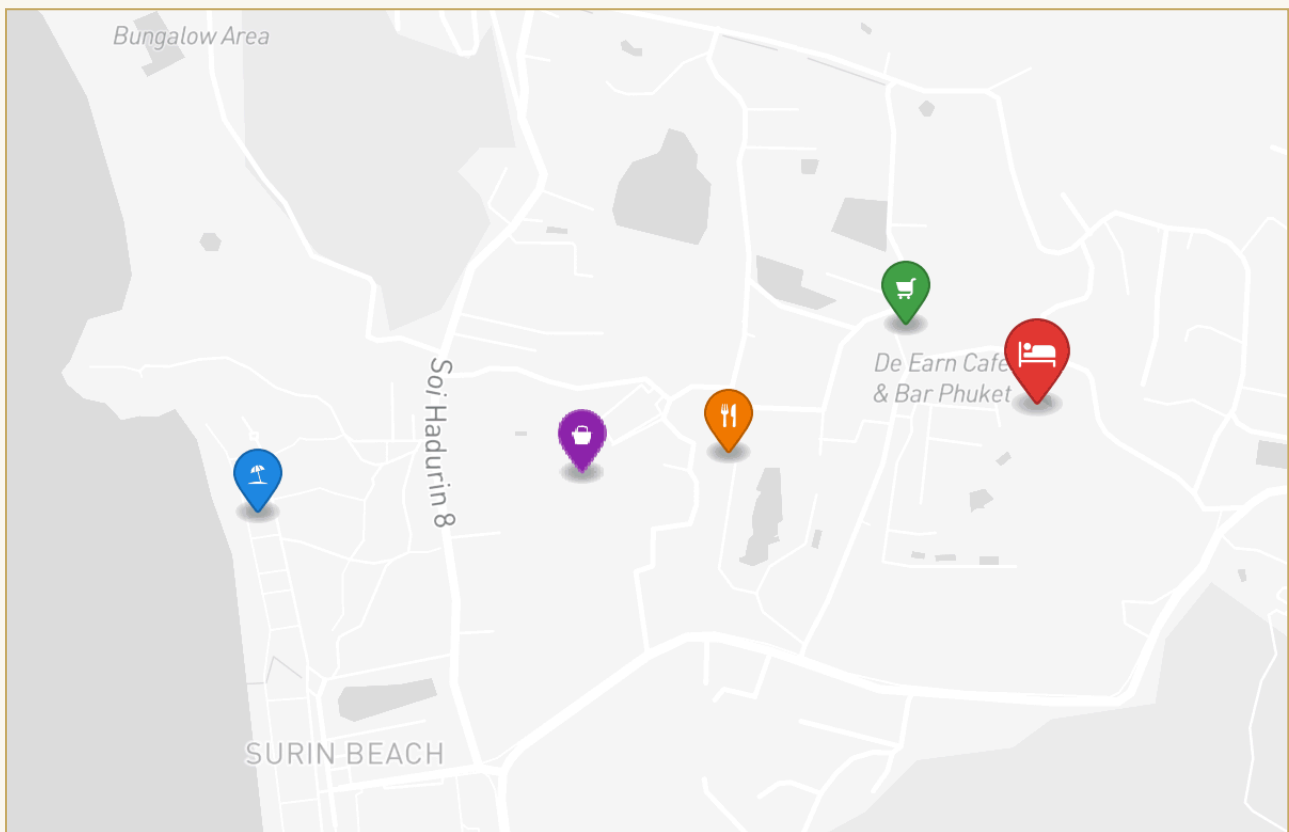 Bungalow Area
De Earn Cafe
& Bar Phuket
Soi Hadurin 8
SURIN BEACH